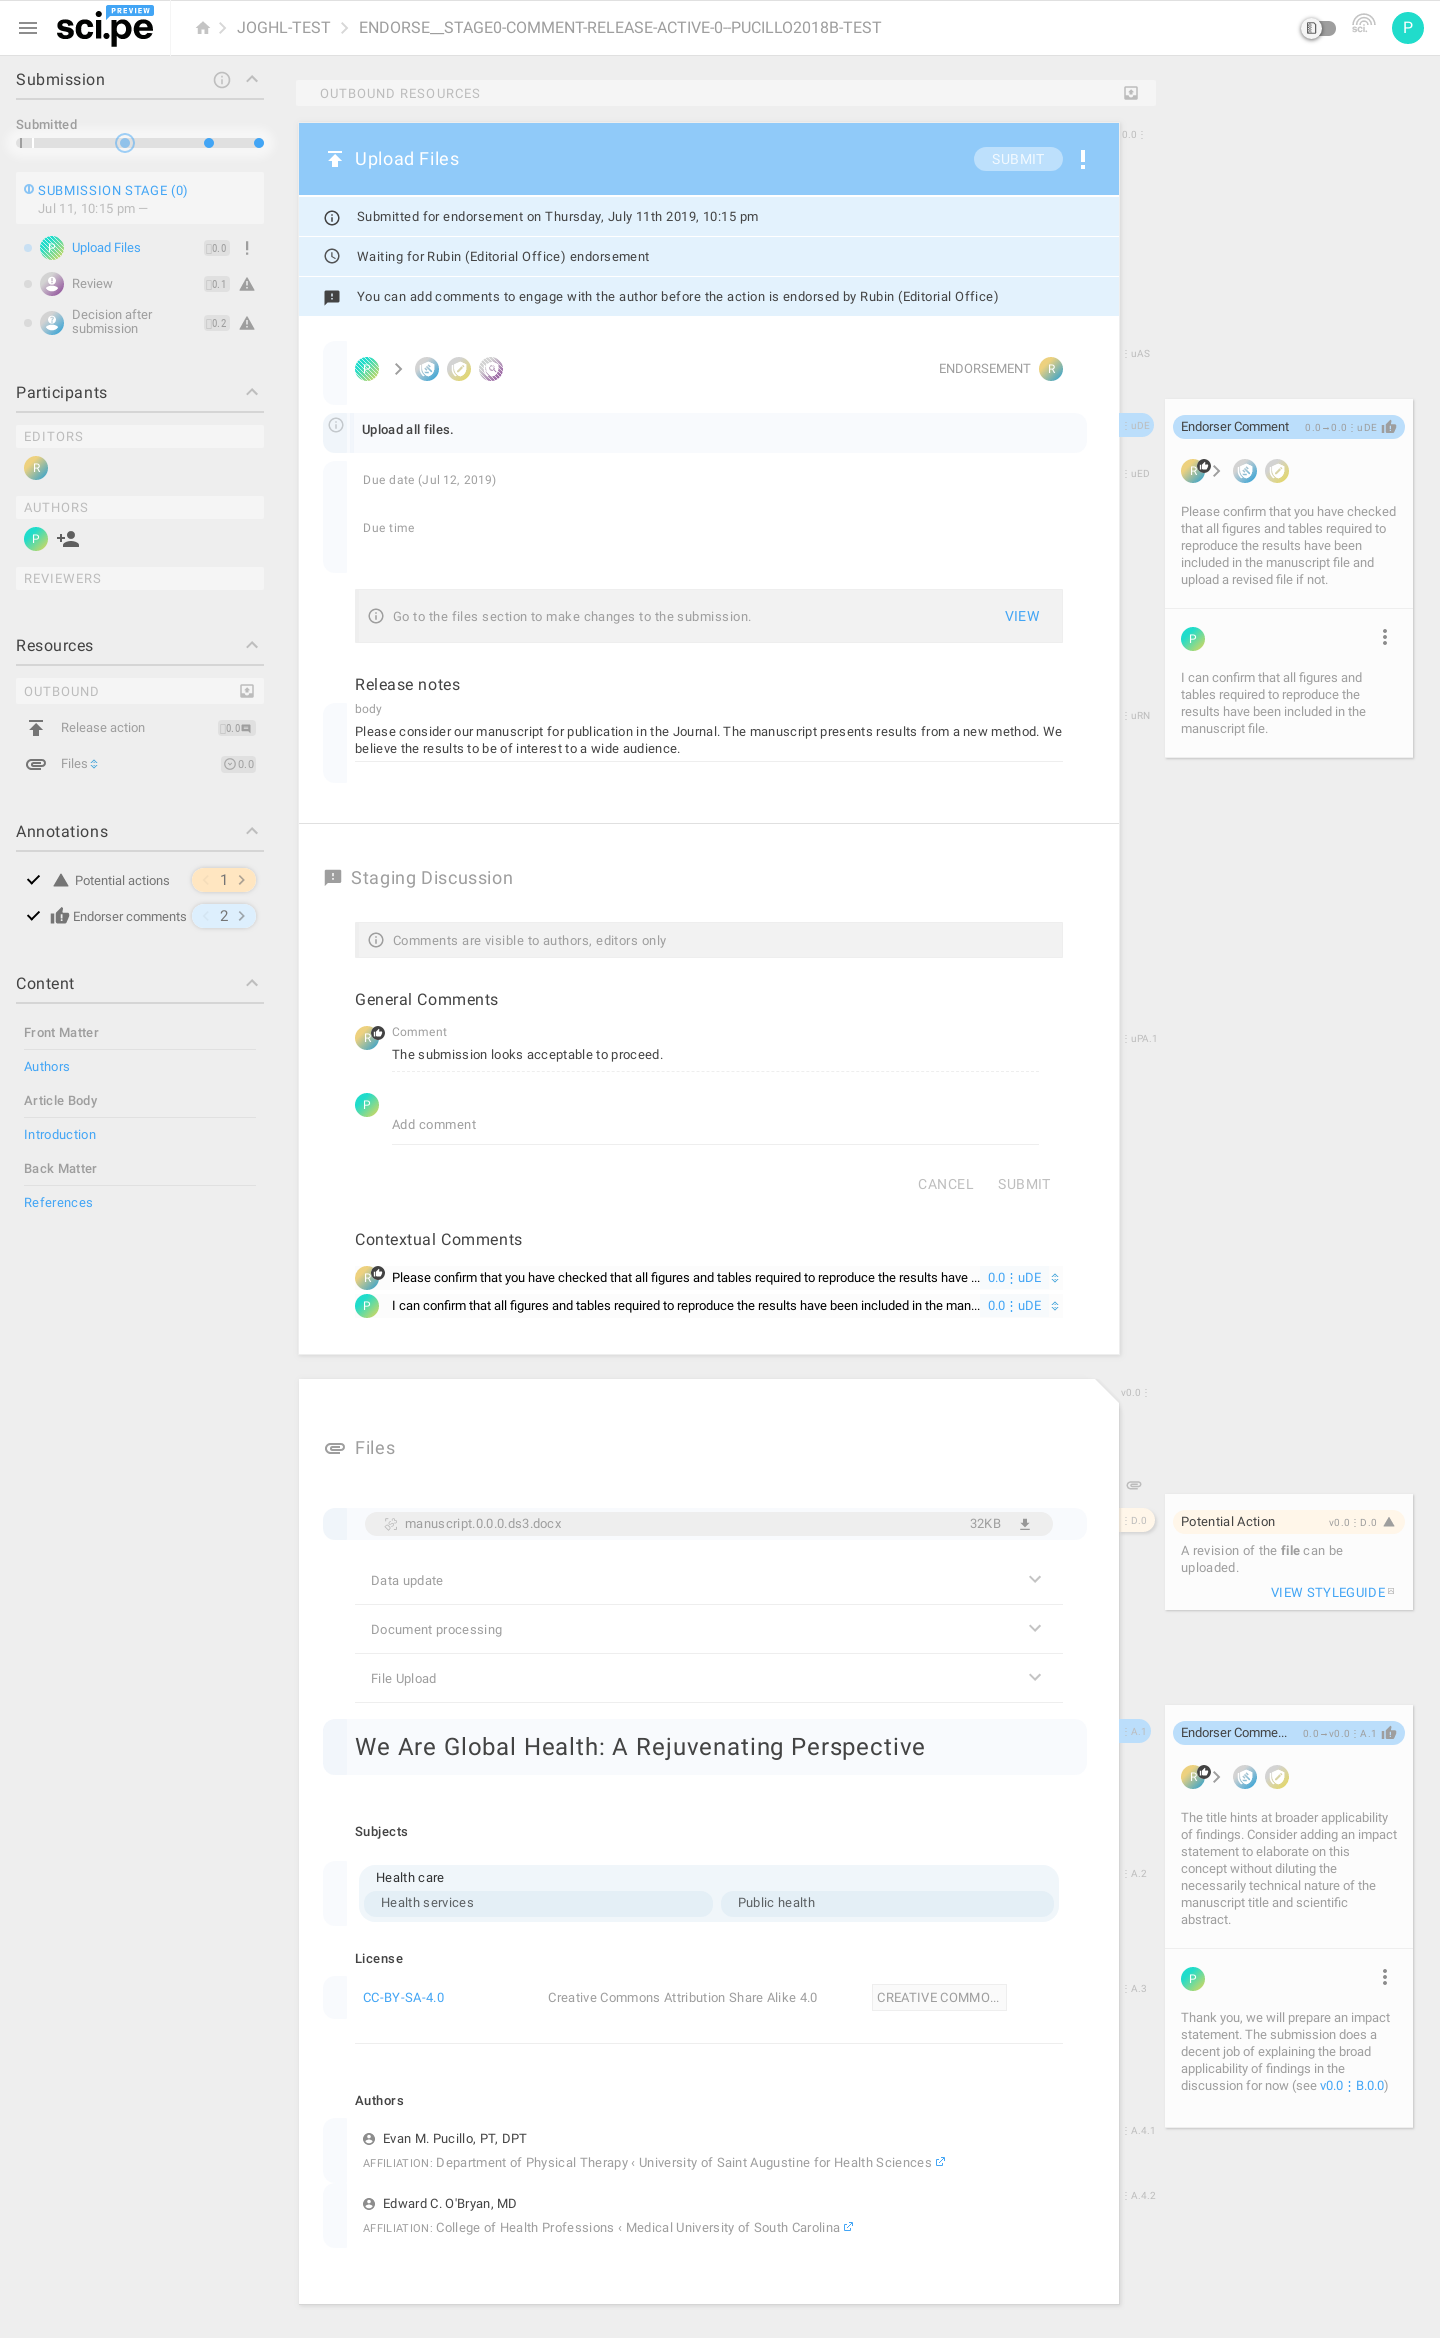 PREVIEW
sci.pe
JOGHL-TEST
ENDORSE__STAGE0-COMMENT-RELEASE-ACTIVE-0--PUCILLO2018B-TEST
SCI.
P
Submission
Submitted
SUBMISSION STAGE (0)
Jul 11, 10:15 pm —
P Upload Files 0.0
Review 0.1
Decision after
submission
0.2
Participants
EDITORS
R
AUTHORS
P
REVIEWERS
Resources
OUTBOUND
Release action 0.0
Files 0.0
Annotations
Potential actions 1
Endorser comments 2
Content
Front Matter
Authors
Article Body
Introduction
Back Matter
References
OUTBOUND RESOURCES
Upload Files SUBMIT
0.0⋮
Submitted for endorsement on Thursday, July 11th 2019, 10:15 pm
Waiting for Rubin (Editorial Office) endorsement
You can add comments to engage with the author before the action is endorsed by Rubin (Editorial Office)
P ENDORSEMENT R
⋮uAS
Upload all files.
⋮uDE
Due date (Jul 12, 2019)
⋮uED
Due time
Go to the files section to make changes to the submission. VIEW
Release notes
body
⋮uRN
Please consider our manuscript for publication in the Journal. The manuscript presents results from a new method. We
believe the results to be of interest to a wide audience.
Staging Discussion
Comments are visible to authors, editors only
General Comments
R Comment
The submission looks acceptable to proceed.
⋮uPA.1
P
Add comment
CANCEL SUBMIT
Contextual Comments
R Please confirm that you have checked that all figures and tables required to reproduce the results have ... 0.0⋮uDE
P I can confirm that all figures and tables required to reproduce the results have been included in the man... 0.0⋮uDE
Endorser Comment 0.0→0.0⋮uDE
R
Please confirm that you have checked
that all figures and tables required to
reproduce the results have been
included in the manuscript file and
upload a revised file if not.
P
I can confirm that all figures and
tables required to reproduce the
results have been included in the
manuscript file.
v0.0⋮
Files
manuscript.0.0.0.ds3.docx 32KB
⋮D.0
Data update
Document processing
File Upload
Potential Action v0.0⋮D.0
A revision of the file can be
uploaded.
VIEW STYLEGUIDE
We Are Global Health: A Rejuvenating Perspective
⋮A.1
Subjects
Health care
⋮A.2
Health services Public health
License
CC-BY-SA-4.0 Creative Commons Attribution Share Alike 4.0 CREATIVE COMMO...
⋮A.3
Authors
Evan M. Pucillo, PT, DPT
⋮A.4.1
AFFILIATION: Department of Physical Therapy ‹ University of Saint Augustine for Health Sciences
Edward C. O'Bryan, MD
⋮A.4.2
AFFILIATION: College of Health Professions ‹ Medical University of South Carolina
Endorser Comme... 0.0→v0.0⋮A.1
R
The title hints at broader applicability
of findings. Consider adding an impact
statement to elaborate on this
concept without diluting the
necessarily technical nature of the
manuscript title and scientific
abstract.
P
Thank you, we will prepare an impact
statement. The submission does a
decent job of explaining the broad
applicability of findings in the
discussion for now (see v0.0⋮B.0.0)